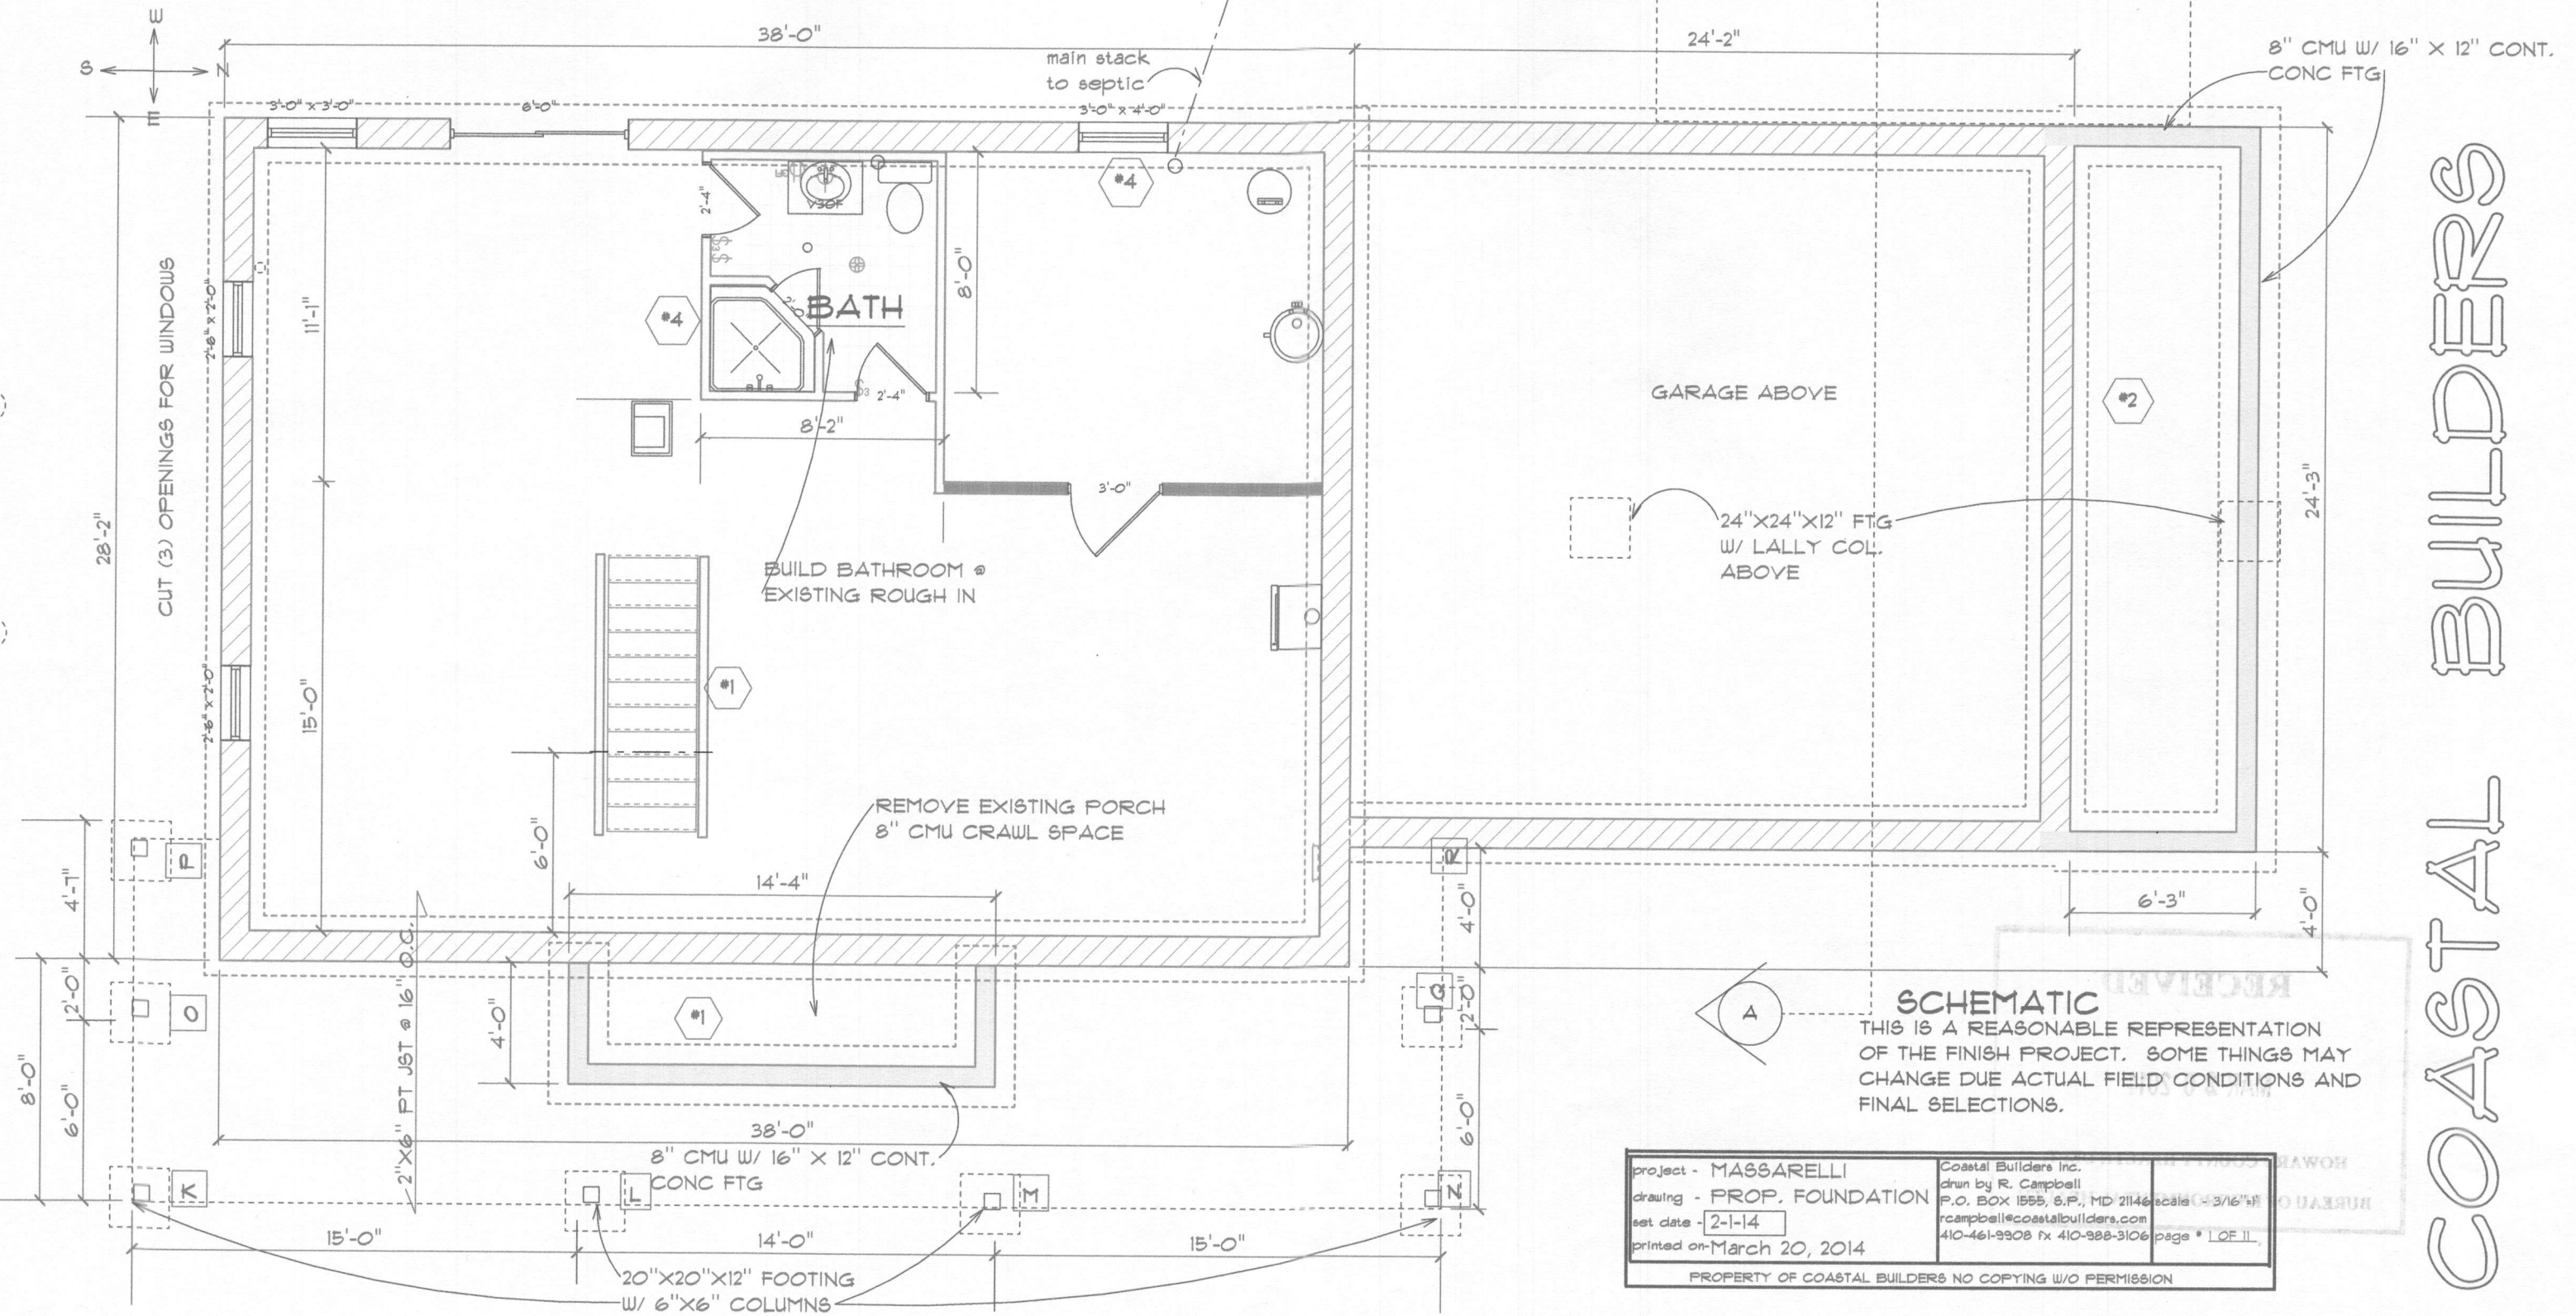 W
S N
E
38'-0"
24'-2"
main stack
to septic
8" CMU W/ 16" X 12" CONT.
CONC FTG
3'-0" x 3'-0"
6'-0"
3'-0" x 4'-0"
28'-2"
CUT (3) OPENINGS FOR WINDOWS
2'-6" x 2'-0"
2'-6" x 2'-0"
11'-1"
15'-0"
2'-4"
#4
BATH
8'-0"
#4
2'-4"
8'-2"
3'-0"
GARAGE ABOVE
#2
24"X24"X12" FTG
W/ LALLY COL.
ABOVE
24'-3"
BUILD BATHROOM @
EXISTING ROUGH IN
#1
REMOVE EXISTING PORCH
8" CMU CRAWL SPACE
6'-0"
14'-4"
4'-0"
#1
P
O
K
L
M
N
Q
R
4'-7"
2'-0"
8'-0"
6'-0"
2"X6" PT JST @ 16" O.C.
4'-0"
2'-0"
6'-0"
6'-3"
4'-0"
38'-0"
8" CMU W/ 16" X 12" CONT.
CONC FTG
15'-0"
14'-0"
15'-0"
20"X20"X12" FOOTING
W/ 6"X6" COLUMNS
A
RECEIVED
SCHEMATIC
THIS IS A REASONABLE REPRESENTATION
OF THE FINISH PROJECT. SOME THINGS MAY
CHANGE DUE ACTUAL FIELD CONDITIONS AND
FINAL SELECTIONS.
project - MASSARELLI
drawing - PROP. FOUNDATION
set date - 2-1-14
printed on- March 20, 2014
Coastal Builders Inc.
drwn by R. Campbell
P.O. BOX 1555, S.P., MD 21146
rcampbell@coastalbuilders.com
410-461-9908 fx 410-988-3106
scale - 3/16"=1'
page # 1 OF 11
PROPERTY OF COASTAL BUILDERS NO COPYING W/O PERMISSION
COASTAL BUILDERS